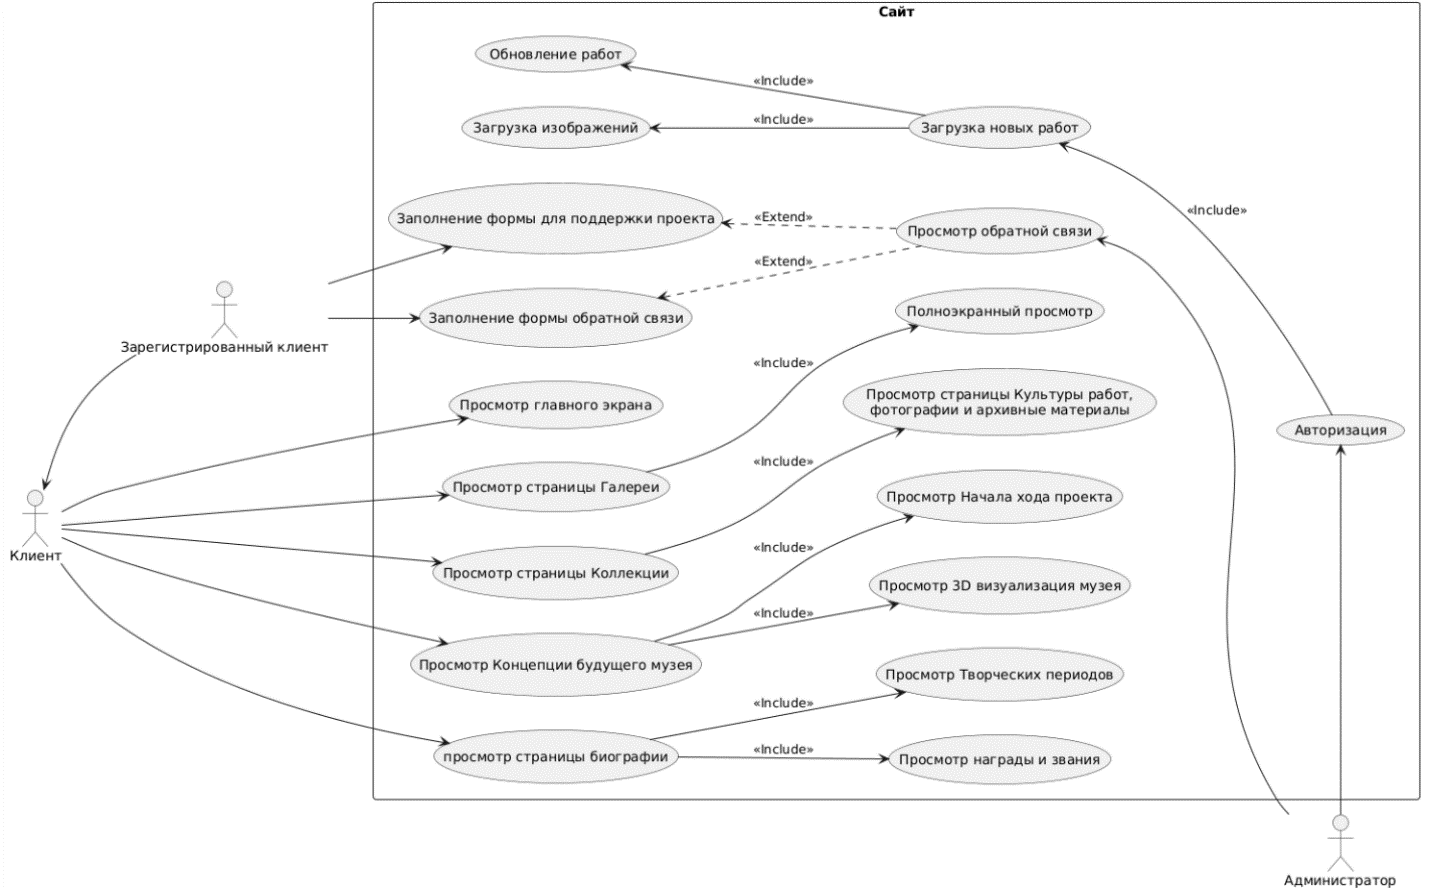 Сайт
Обновление работ
«Include»
Загрузка изображений
«Include»
Загрузка новых работ
«Include»
Заполнение формы для поддержки проекта
«Extend»
Просмотр обратной связи
«Extend»
Заполнение формы обратной связи
Полноэкранный просмотр
Зарегистрированный клиент
«Include»
Просмотр главного экрана
Просмотр страницы Культуры работ,
фотографии и архивные материалы
Авторизация
«Include»
Просмотр страницы Галереи
Просмотр Начала хода проекта
«Include»
Клиент
Просмотр страницы Коллекции
Просмотр 3D визуализация музея
«Include»
Просмотр Концепции будущего музея
Просмотр Творческих периодов
«Include»
просмотр страницы биографии
«Include»
Просмотр награды и звания
Администратор